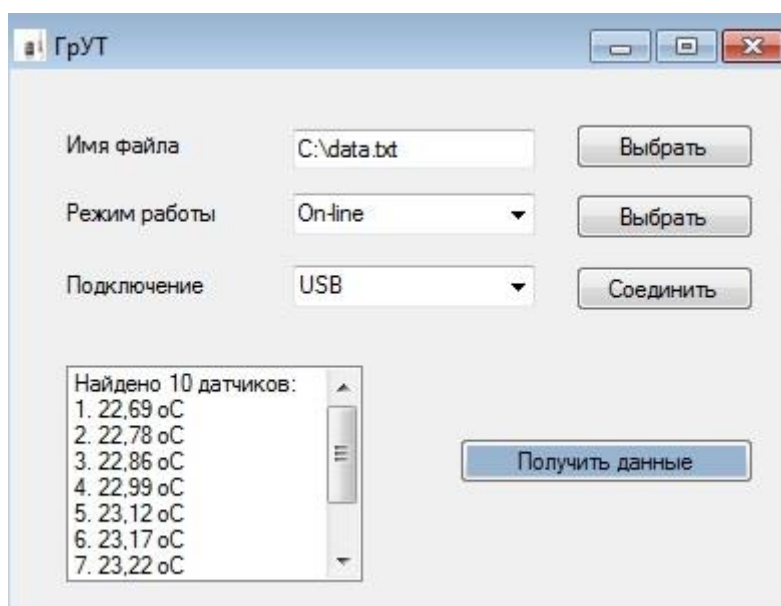 ГрУТ
Имя файла C:\data.txt Выбрать
Режим работы On-line Выбрать
Подключение USB Соединить
Найдено 10 датчиков:
1. 22,69 oC
2. 22,78 oC
3. 22,86 oC
4. 22,99 oC
5. 23,12 oC
6. 23,17 oC
7. 23,22 oC
Получить данные